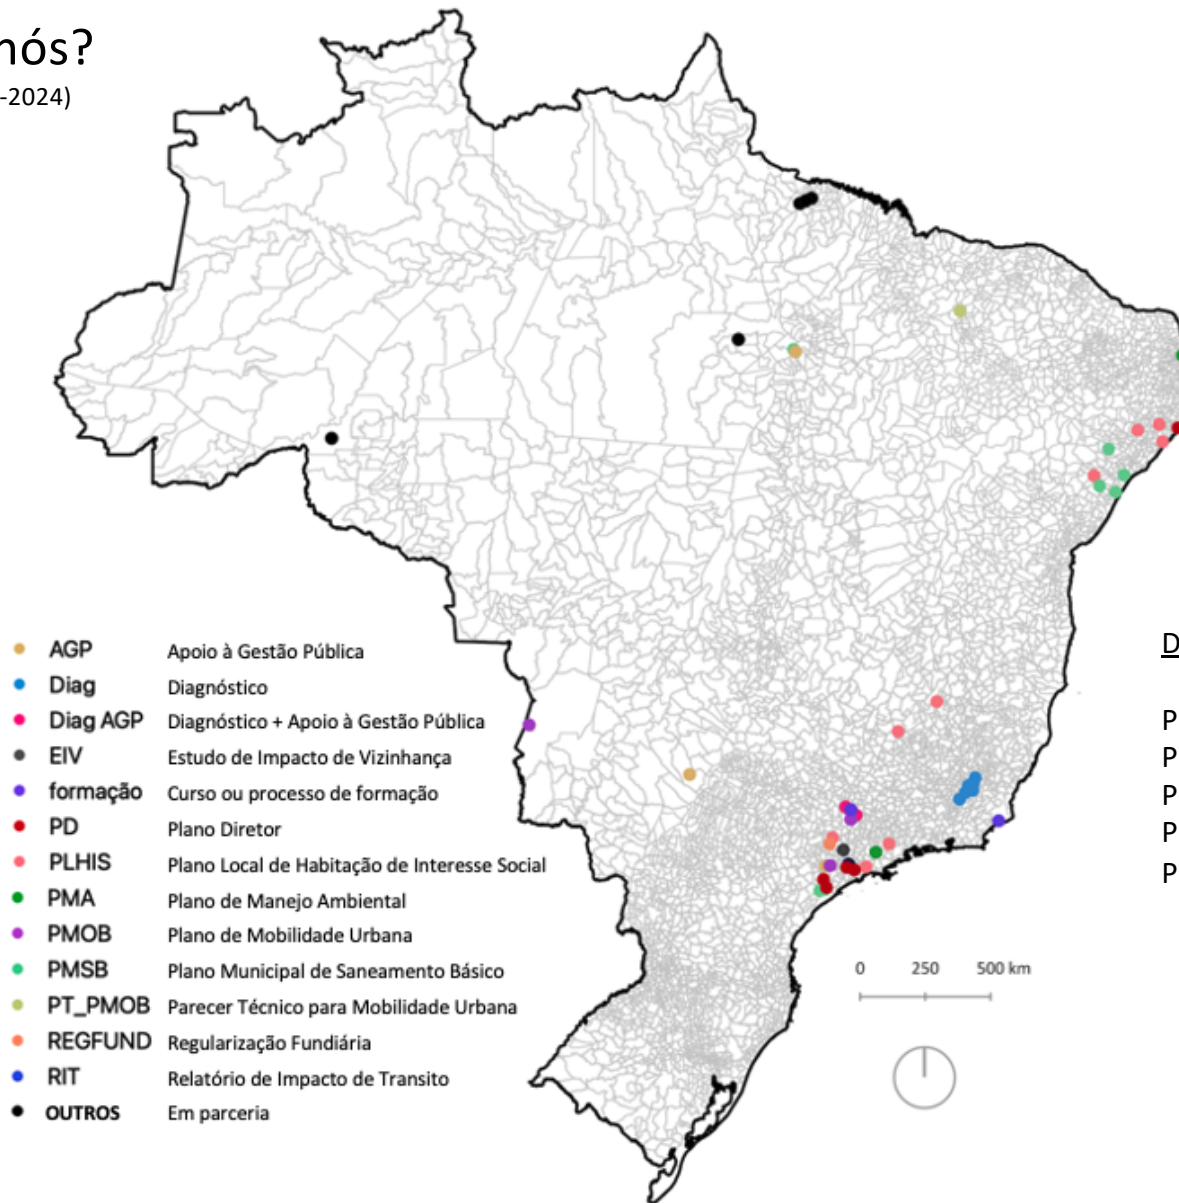 nós?
-2024)
AGP Apoio à Gestão Pública
Diag Diagnóstico
Diag AGP Diagnóstico + Apoio à Gestão Pública
EIV Estudo de Impacto de Vizinhança
formação Curso ou processo de formação
PD Plano Diretor
PLHIS Plano Local de Habitação de Interesse Social
PMA Plano de Manejo Ambiental
PMOB Plano de Mobilidade Urbana
PMSB Plano Municipal de Saneamento Básico
PT_PMOB Parecer Técnico para Mobilidade Urbana
REGFUND Regularização Fundiária
RIT Relatório de Impacto de Transito
OUTROS Em parceria
0 250 500 km
D
P
P
P
P
P